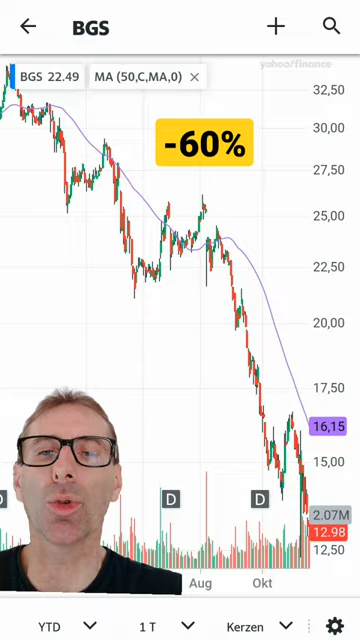 BGS
yahoo/finance
BGS 22.49 MA (50,C,MA,0)
32,50
-60%
30,00
27,50
25,00
22,50
20,00
17,50
16,15
15,00
D D D
2.07M
12.98
12,50
Aug Okt
YTD 1 T Kerzen